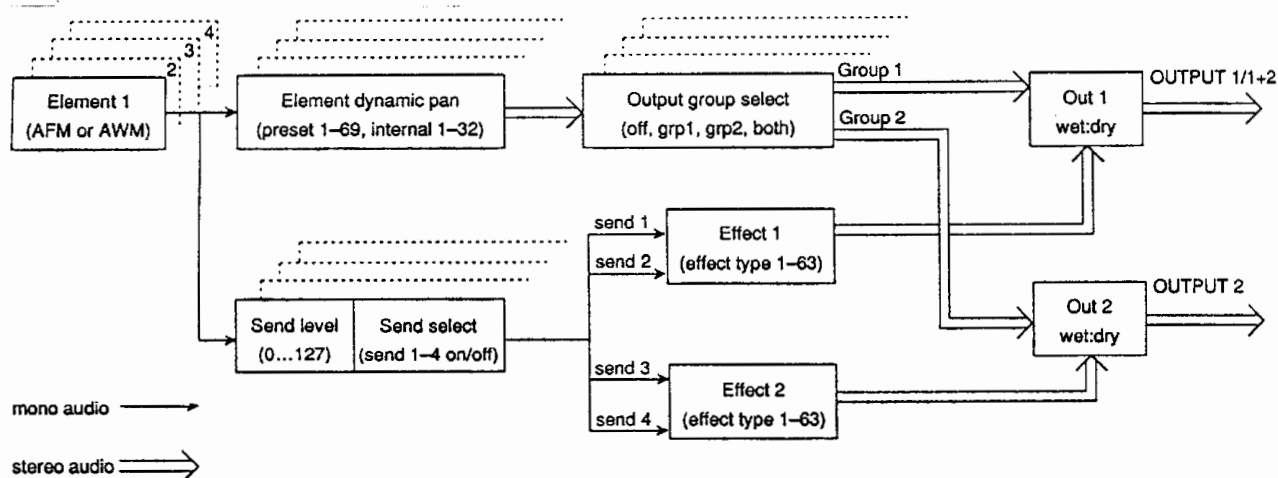 4
3
2
Element 1
(AFM or AWM)
Element dynamic pan
(preset 1–69, internal 1–32)
Output group select
(off, grp1, grp2, both)
Group 1
Group 2
Out 1
wet:dry
OUTPUT 1/1+2
send 1
send 2
Effect 1
(effect type 1–63)
Send level
(0...127)
Send select
(send 1–4 on/off)
send 3
send 4
Effect 2
(effect type 1–63)
Out 2
wet:dry
OUTPUT 2
mono audio
stereo audio